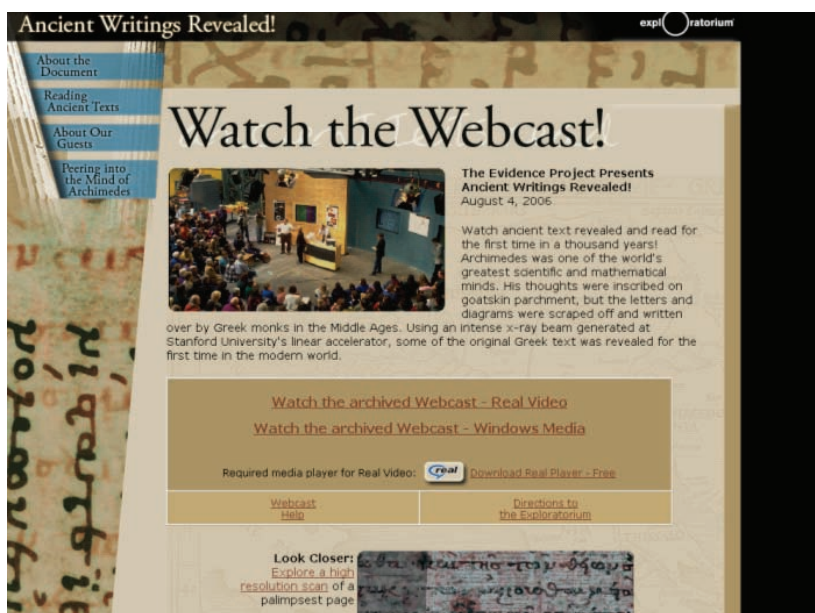 Ancient Writings Revealed!
expl ratorium
About the
Document
Reading
Ancient Texts
About Our
Guests
Peering into
the Mind of
Archimedes
Watch the Webcast!
The Evidence Project Presents
Ancient Writings Revealed!
August 4, 2006
Watch ancient text revealed and read for
the first time in a thousand years!
Archimedes was one of the world's
greatest scientific and mathematical
minds. His thoughts were inscribed on
goatskin parchment, but the letters and
diagrams were scraped off and written
over by Greek monks in the Middle Ages. Using an intense x-ray beam generated at
Stanford University's linear accelerator, some of the original Greek text was revealed for the
first time in the modern world.
Watch the archived Webcast - Real Video
Watch the archived Webcast - Windows Media
Required media player for Real Video: real Download Real Player - Free
Webcast
Help
Directions to
the Exploratorium
Look Closer:
Explore a high
resolution scan of a
palimpsest page